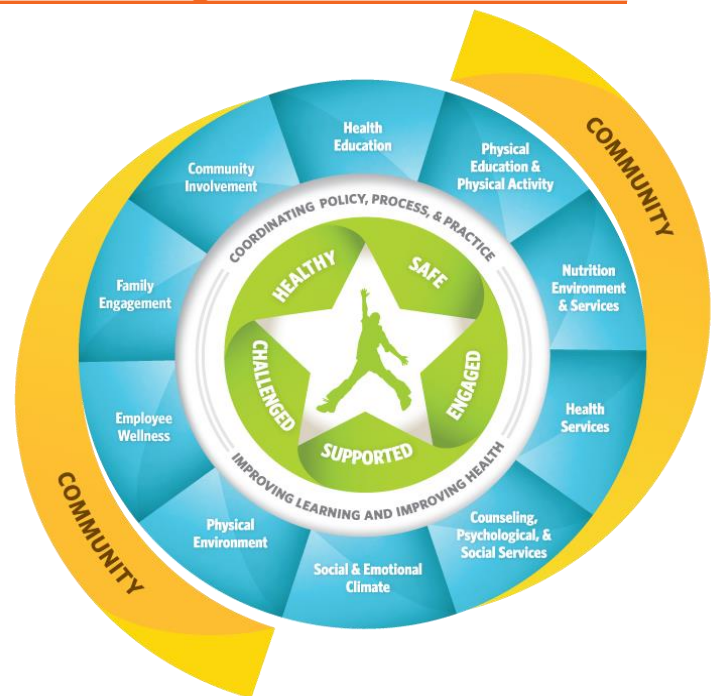 COMMUNITY
Health
Education
Physical
Education &
Physical Activity
Nutrition
Environment
& Services
Health
Services
Counseling,
Psychological, &
Social Services
Social & Emotional
Climate
Physical
Environment
Employee
Wellness
Family
Engagement
Community
Involvement
COORDINATING POLICY, PROCESS, & PRACTICE
IMPROVING LEARNING AND IMPROVING HEALTH
HEALTHY
SAFE
ENGAGED
SUPPORTED
CHALLENGED
COMMUNITY